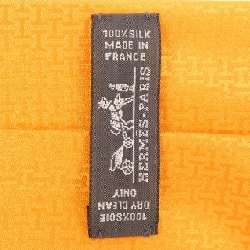 100%SILK
MADE IN
FRANCE
HERMES-PARIS
ONLY
DRY CLEAN
100%SOIE